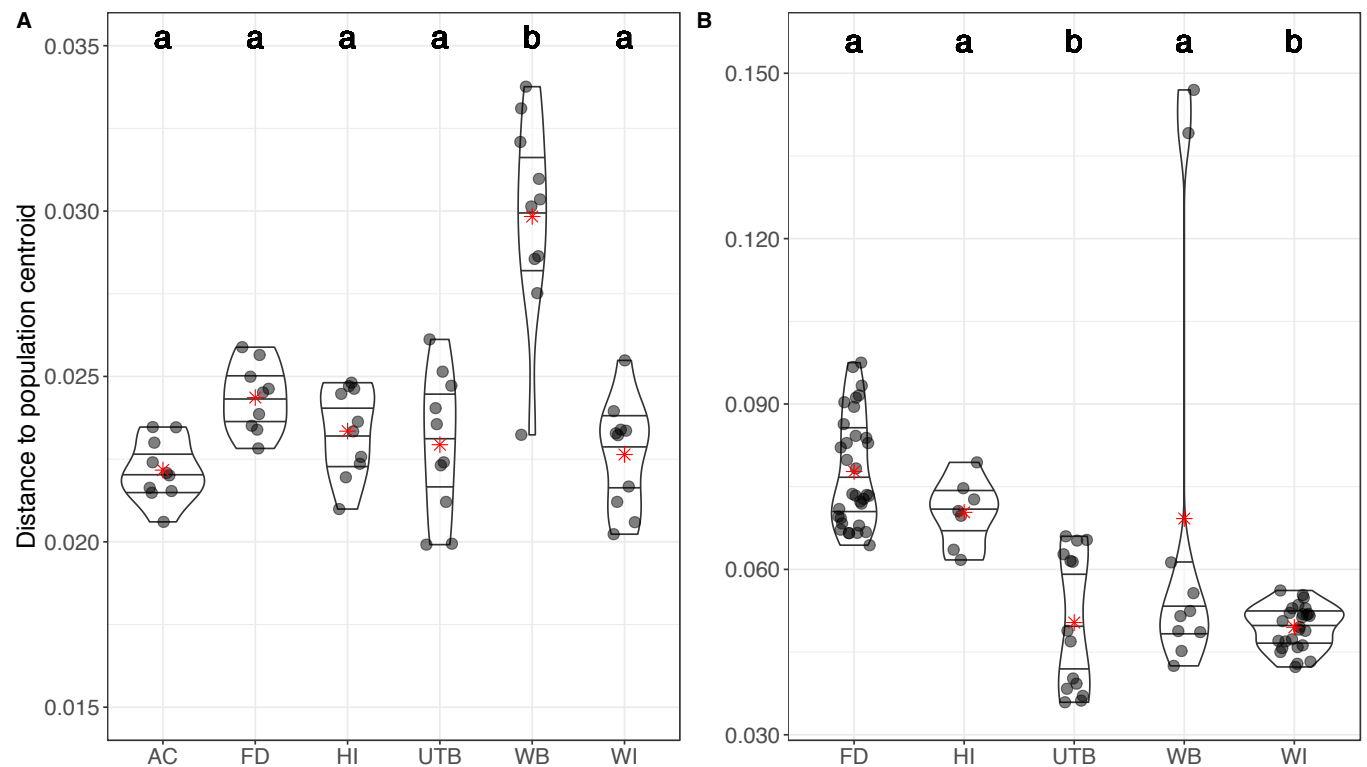 A
a a a a b a
0.035
0.030
0.025
0.020
0.015
Distance to population centroid
AC FD HI UTB WB WI
B
a a b a b
0.150
0.120
0.090
0.060
0.030
FD HI UTB WB WI